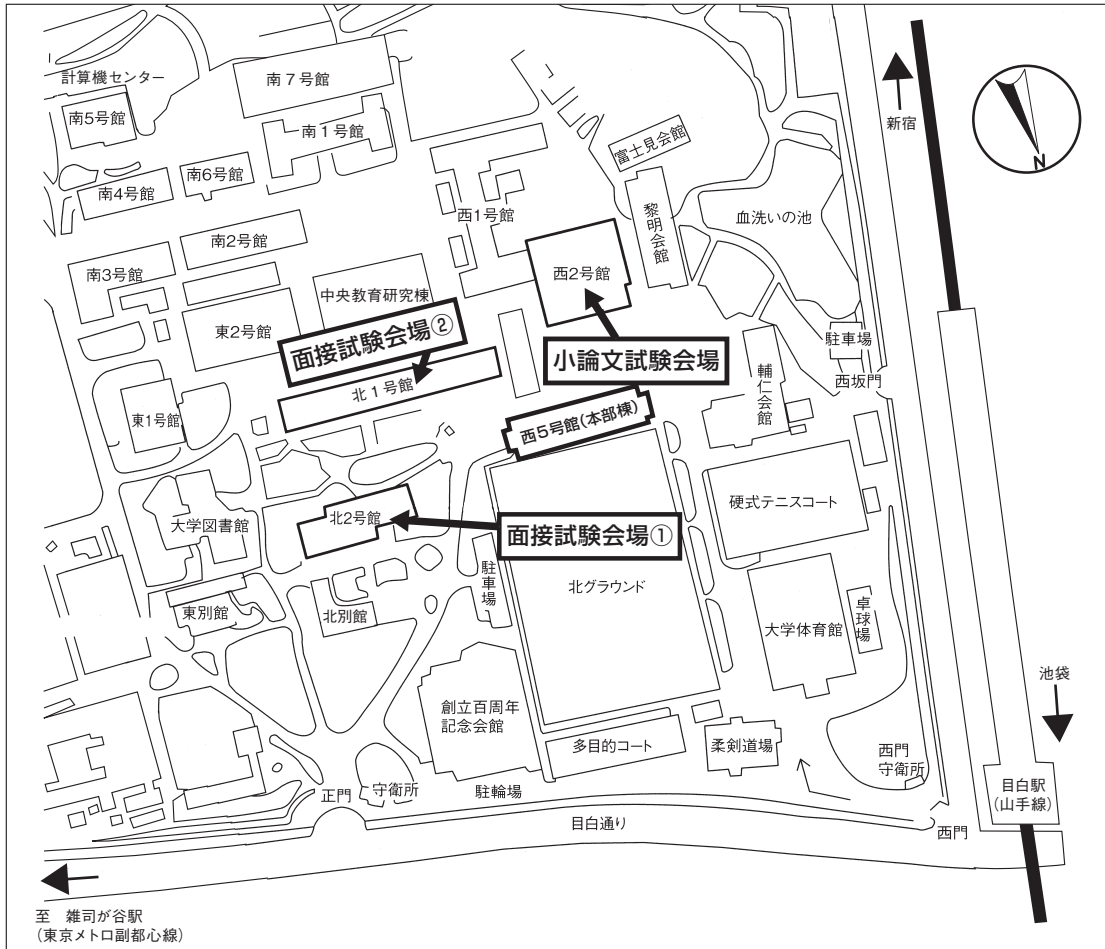 計算機センター
南7号館
南5号館
南1号館
富士見会館
新宿
N
南6号館
南4号館
西1号館
黎明会館
血洗いの池
南2号館
南3号館
西2号館
中央教育研究棟
東2号館
面接試験会場②
小論文試験会場
駐車場
西坂門
輔仁会館
北1号館
東1号館
西5号館(本部棟)
硬式テニスコート
大学図書館
北2号館
面接試験会場①
駐車場
北グラウンド
東別館
北別館
大学体育館
卓球場
池袋
創立百周年
記念会館
多目的コート
柔剣道場
西門
守衛所
正門
守衛所
駐輪場
目白駅
(山手線)
目白通り
西門
至 雑司が谷駅
(東京メトロ副都心線)